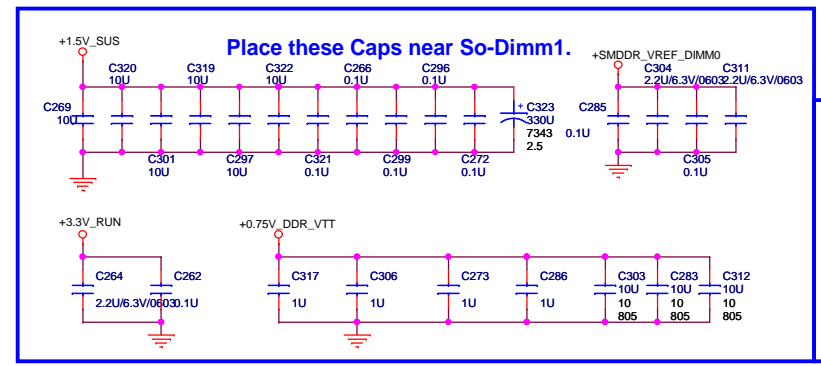 Place these Caps near So-Dimm1.
+1.5V_SUS
C320
10U
C319
10U
C322
10U
C266
0.1U
C296
0.1U
C269
10U
C301
10U
C297
10U
C321
0.1U
C299
0.1U
C272
0.1U
+
C323
330U
7343
2.5
+SMDDR_VREF_DIMM0
C304
2.2U/6.3V/0603
C311
2.2U/6.3V/0603
C285
0.1U
C305
0.1U
+3.3V_RUN
C264
2.2U/6.3V/0603
C262
0.1U
+0.75V_DDR_VTT
C317
1U
C306
1U
C273
1U
C286
1U
C303
10U
10
805
C283
10U
10
805
C312
10U
10
805